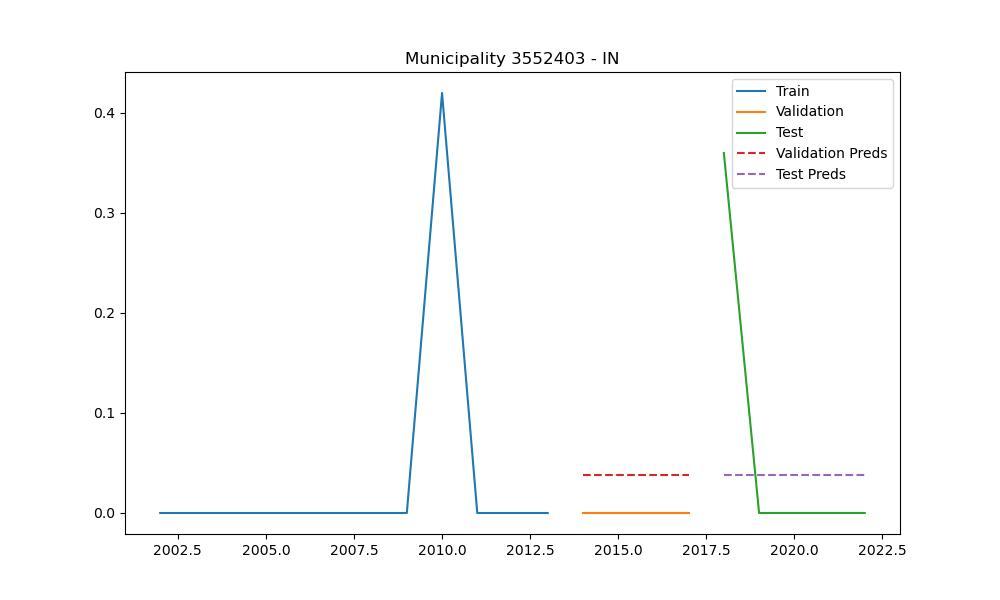 Municipality 3552403 - IN
Train
Validation
Test
Validation Preds
Test Preds
0.4
0.3
0.2
0.1
0.0
2002.5 2005.0 2007.5 2010.0 2012.5 2015.0 2017.5 2020.0 2022.5